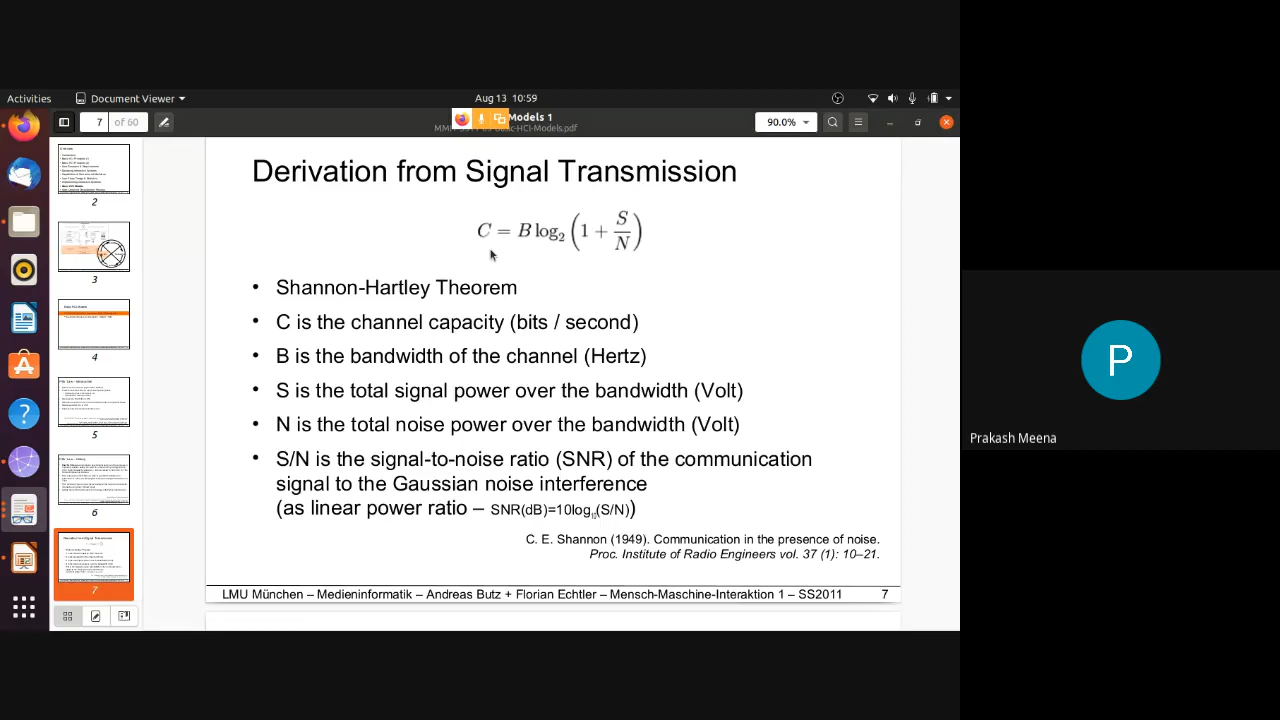 Activities
Document Viewer
Aug 13 10:59
7 of 60
Models 1
90.0%
2
3
4
5
6
7
Derivation from Signal Transmission
C = B log₂ (1 + S/N)
• Shannon-Hartley Theorem
• C is the channel capacity (bits / second)
• B is the bandwidth of the channel (Hertz)
• S is the total signal power over the bandwidth (Volt)
• N is the total noise power over the bandwidth (Volt)
• S/N is the signal-to-noise ratio (SNR) of the communication
signal to the Gaussian noise interference
(as linear power ratio – SNR(dB)=10log₁₀(S/N))
C. E. Shannon (1949). Communication in the presence of noise.
Proc. Institute of Radio Engineers vol. 37 (1): 10–21.
LMU München – Medieninformatik – Andreas Butz + Florian Echtler – Mensch-Maschine-Interaktion 1 – SS2011 7
P
Prakash Meena